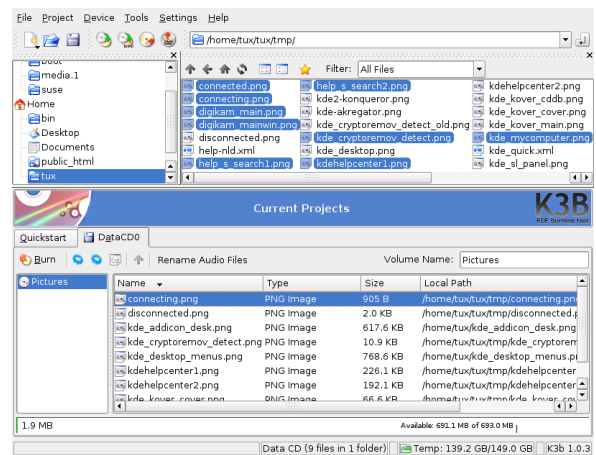 File Project Device Tools Settings Help
/home/tux/tux/tmp/
Filter: All Files
media.1
suse
Home
bin
Desktop
Documents
public_html
tux
connected.png help_s_search2.png kdehelpcenter2.png
connecting.png kde2-konqueror.png kde_kover_cddb.png
digikam_main.png kde-akregator.png kde_kover_cover.png
digikam_mainwin.png kde_cryptoremov_detect_old.png kde_kover_main.png
disconnected.png kde_cryptoremov_detect.png kde_mycomputer.png
help-nld.xml kde_desktop.png kde_quick.xml
help_s_search1.png kdehelpcenter1.png kde_sl_panel.png
Current Projects
K3B
KDE burning tool
Quickstart DataCD0
Burn Rename Audio Files Volume Name: Pictures
Pictures
Name Type Size Local Path
connecting.png PNG Image 905 B /home/tux/tux/tmp/connecting.pn
disconnected.png PNG Image 2.0 KB /home/tux/tux/tmp/disconnected.p
kde_addicon_desk.png PNG Image 617.6 KB /home/tux/kde_addicon_desk.png
kde_cryptoremov_detect.png PNG Image 10.9 KB /home/tux/tux/tmp/kde_cryptorem
kde_desktop_menus.png PNG Image 768.6 KB /home/tux/kde_desktop_menus.p
kdehelpcenter1.png PNG Image 226.1 KB /home/tux/tux/tmp/kdehelpcenter
kdehelpcenter2.png PNG Image 192.1 KB /home/tux/tux/tmp/kdehelpcenter
kde_kover_cover.png PNG Image 66.6 KB /home/tux/tux/tmp/kde_kover_cov
1.9 MB Available: 691.1 MB of 693.0 MB
Data CD (9 files in 1 folder) Temp: 139.2 GB/149.0 GB K3b 1.0.3